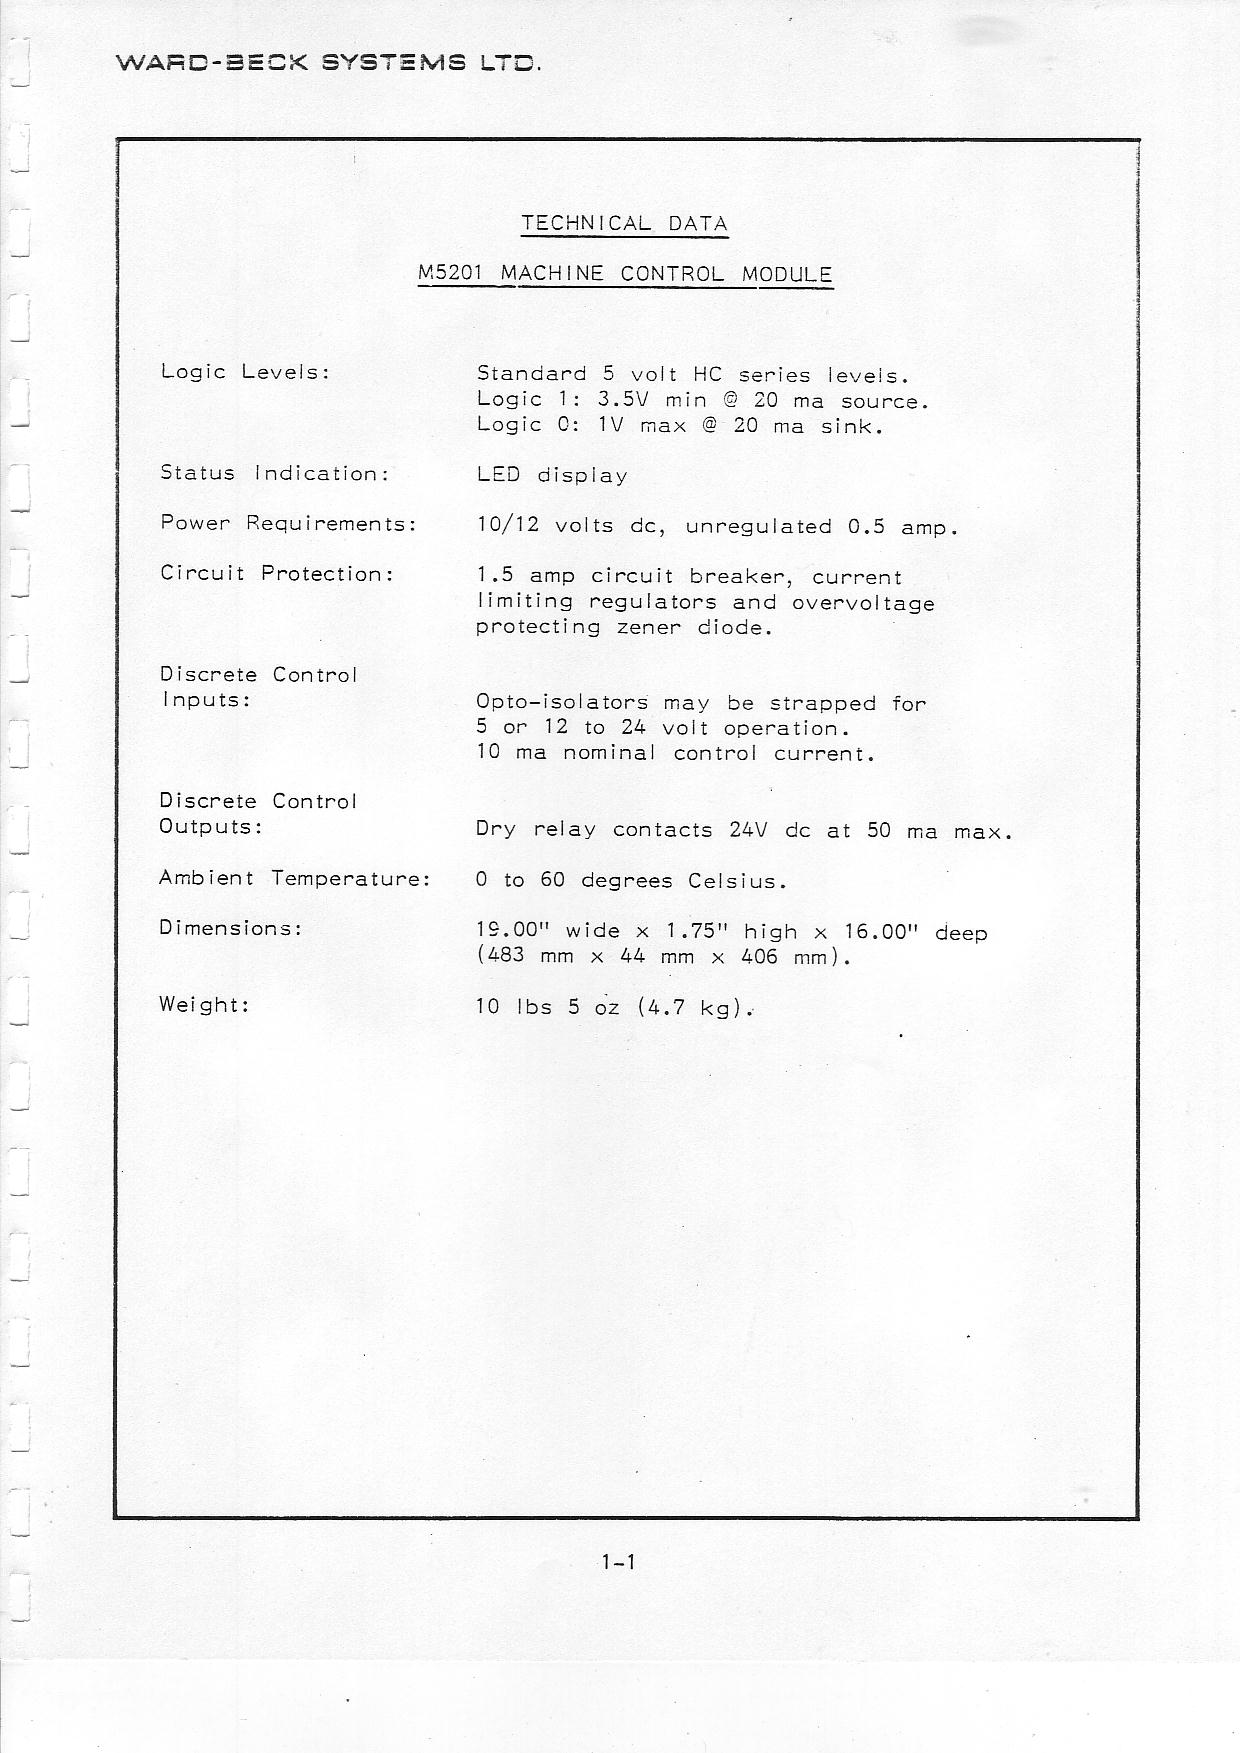 WARD-BECK SYSTEMS LTD.
TECHNICAL DATA
M5201 MACHINE CONTROL MODULE
Logic Levels: Standard 5 volt HC series levels.
Logic 1: 3.5V min @ 20 ma source.
Logic 0: 1V max @ 20 ma sink.
Status Indication: LED display
Power Requirements: 10/12 volts dc, unregulated 0.5 amp.
Circuit Protection: 1.5 amp circuit breaker, current
limiting regulators and overvoltage
protecting zener diode.
Discrete Control
Inputs: Opto-isolators may be strapped for
5 or 12 to 24 volt operation.
10 ma nominal control current.
Discrete Control
Outputs: Dry relay contacts 24V dc at 50 ma max.
Ambient Temperature: 0 to 60 degrees Celsius.
Dimensions: 19.00" wide x 1.75" high x 16.00" deep
(483 mm x 44 mm x 406 mm).
Weight: 10 lbs 5 oz (4.7 kg).
1-1